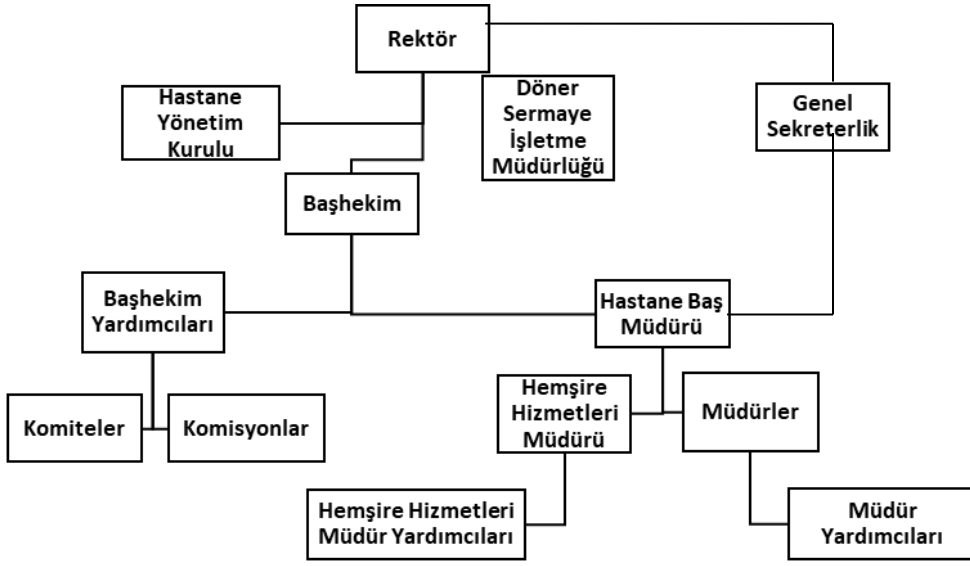 Rektör
Hastane
Yönetim
Kurulu
Döner
Sermaye
İşletme
Müdürlüğü
Genel
Sekreterlik
Başhekim
Başhekim
Yardımcıları
Hastane Baş
Müdürü
Komiteler
Komisyonlar
Hemşire
Hizmetleri
Müdürü
Müdürler
Hemşire Hizmetleri
Müdür Yardımcıları
Müdür
Yardımcıları